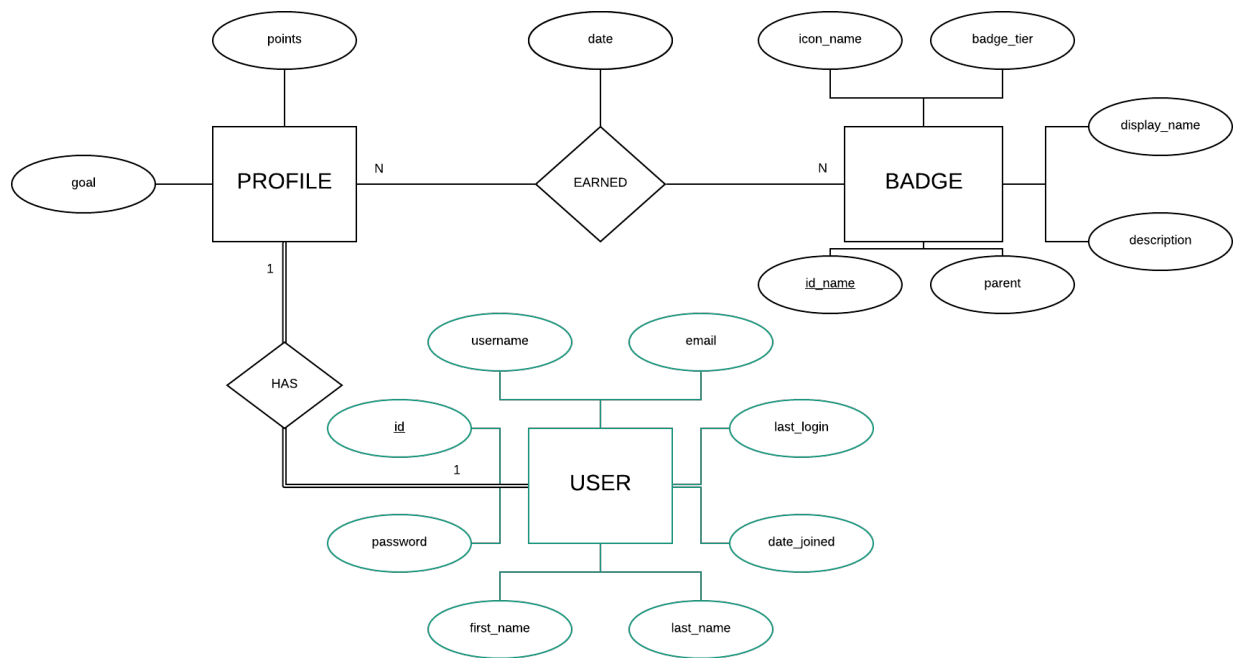 points
date
icon_name
badge_tier
display_name
goal
PROFILE
N
EARNED
N
BADGE
description
1
id_name
parent
username
email
HAS
id
last_login
1
USER
password
date_joined
first_name
last_name